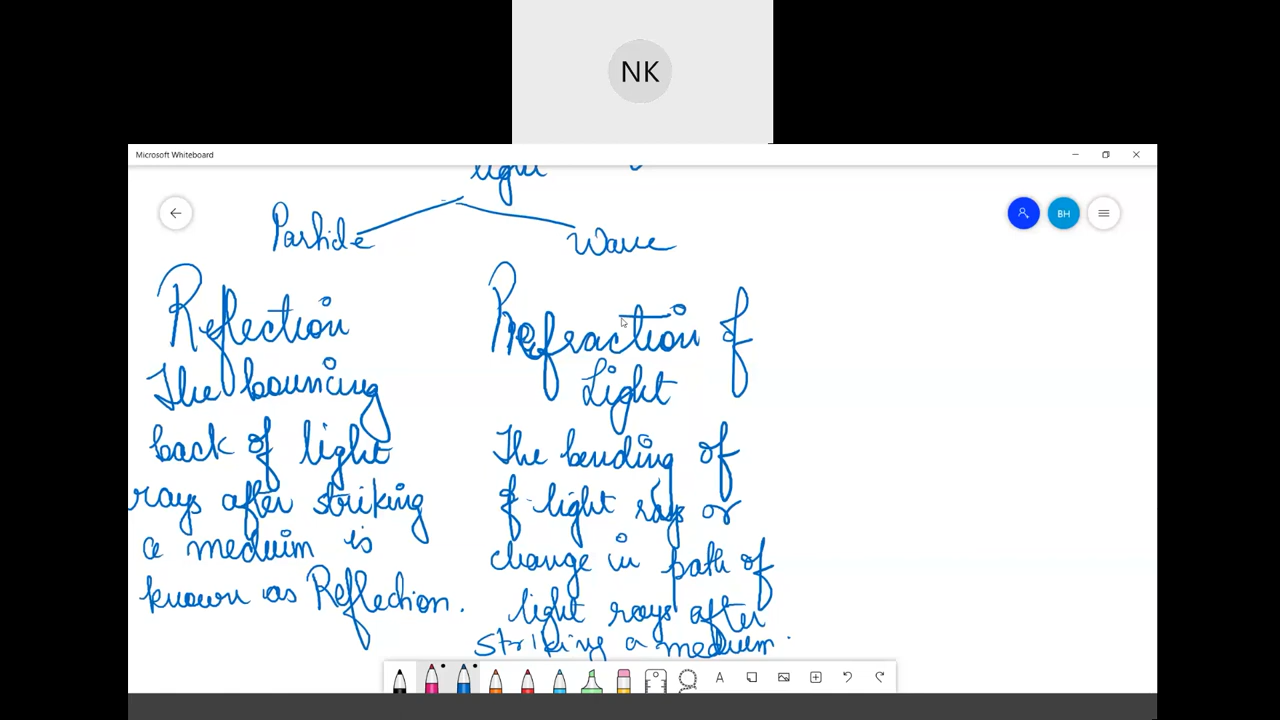 NK
Microsoft Whiteboard
light
BH
Particle
Wave
Reflection
The bouncing
back of light
rays after striking
a meduim is
known as Reflection.
Refraction of
Light
The bending of
of light rays or
change in path of
light rays after
striking a medium.
A